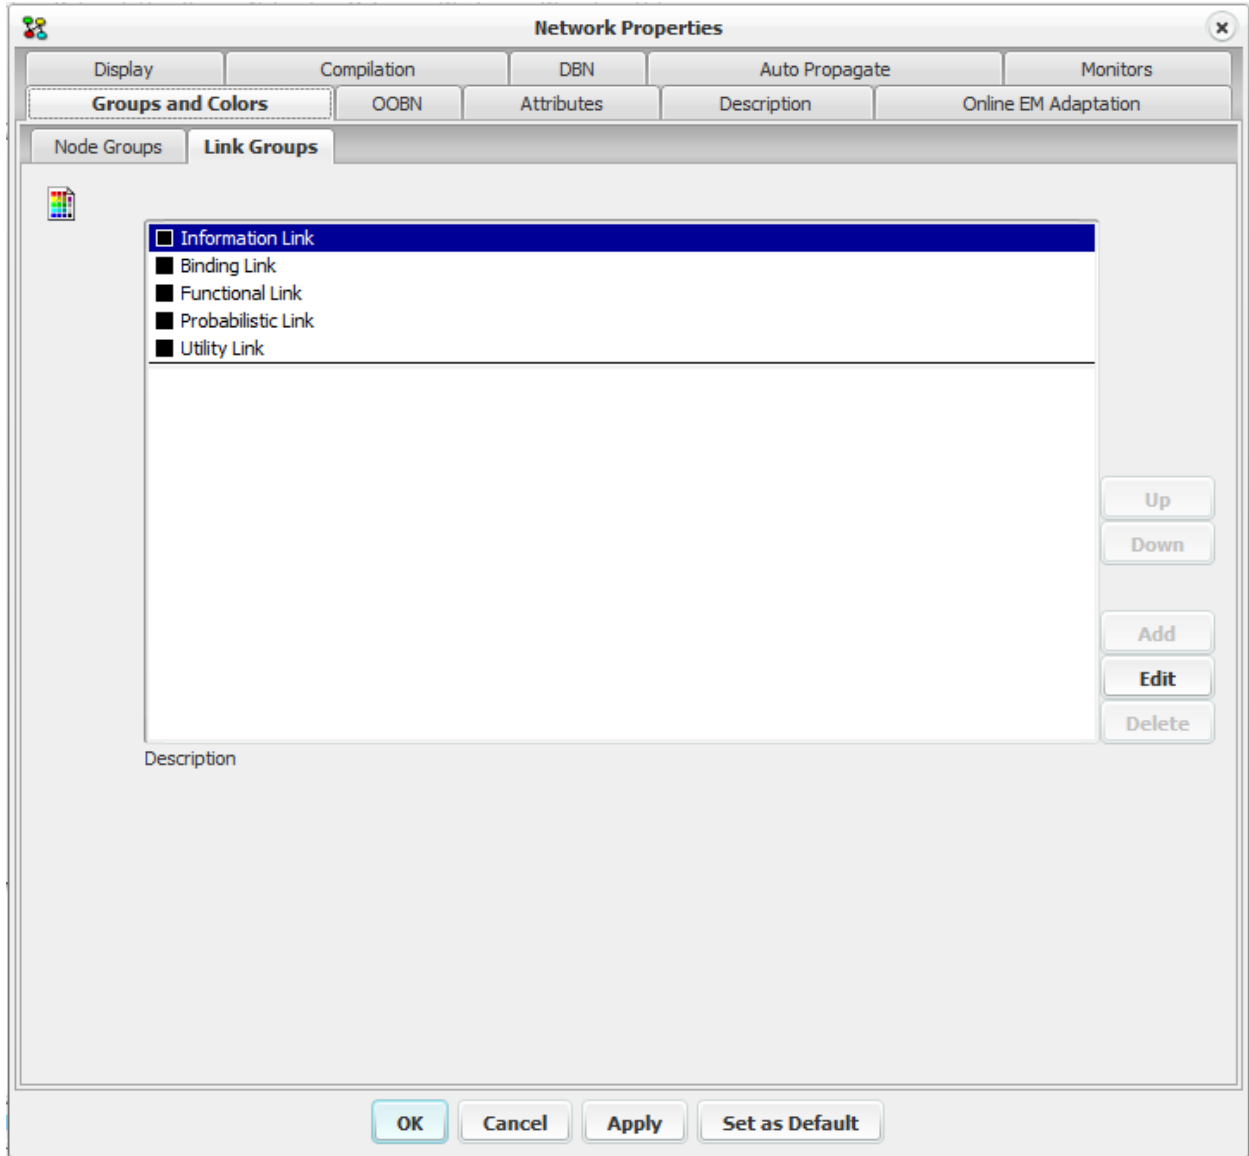 Network Properties
Display Compilation DBN Auto Propagate Monitors
Groups and Colors OOBN Attributes Description Online EM Adaptation
Node Groups Link Groups
Information Link
Binding Link
Functional Link
Probabilistic Link
Utility Link
Up
Down
Add
Edit
Delete
Description
OK Cancel Apply Set as Default